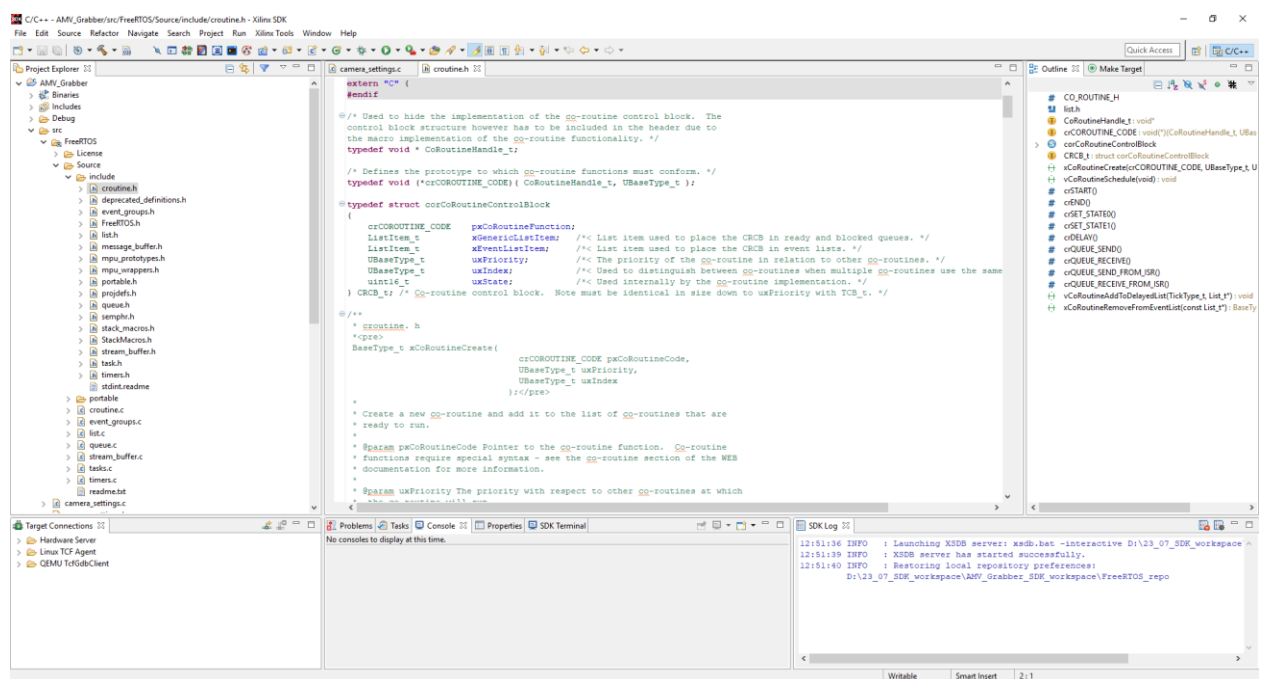 C/C++ - AMV_Grabber/src/FreeRTOS/Source/include/croutine.h - Xilinx SDK
File Edit Source Refactor Navigate Search Project Run Xilinx Tools Window Help
Quick Access
C/C++
Project Explorer
AMV_Grabber
Binaries
Includes
Debug
src
FreeRTOS
License
Source
include
croutine.h
deprecated_definitions.h
event_groups.h
FreeRTOS.h
list.h
message_buffer.h
mpu_prototypes.h
mpu_wrappers.h
portable.h
projdefs.h
queue.h
semphr.h
stack_macros.h
StackMacros.h
stream_buffer.h
task.h
timers.h
stdint.readme
portable
croutine.c
event_groups.c
list.c
queue.c
stream_buffer.c
tasks.c
timers.c
readme.txt
camera_settings.c
camera_settings.c croutine.h
extern "C" {
#endif
/* Used to hide the implementation of the co-routine control block. The
control block structure however has to be included in the header due to
the macro implementation of the co-routine functionality. */
typedef void * CoRoutineHandle_t;
/* Defines the prototype to which co-routine functions must conform. */
typedef void (*crCOROUTINE_CODE)( CoRoutineHandle_t, UBaseType_t );
typedef struct corCoRoutineControlBlock
{
crCOROUTINE_CODE pxCoRoutineFunction;
ListItem_t xGenericListItem; /*< List item used to place the CRCB in ready and blocked queues. */
ListItem_t xEventListItem; /*< List item used to place the CRCB in event lists. */
UBaseType_t uxPriority; /*< The priority of the co-routine in relation to other co-routines. */
UBaseType_t uxIndex; /*< Used to distinguish between co-routines when multiple co-routines use the same
uint16_t uxState; /*< Used internally by the co-routine implementation. */
} CRCB_t; /* Co-routine control block. Note must be identical in size down to uxPriority with TCB_t. */
/**
* croutine. h
*<pre>
BaseType_t xCoRoutineCreate(
crCOROUTINE_CODE pxCoRoutineCode,
UBaseType_t uxPriority,
UBaseType_t uxIndex
);</pre>
*
* Create a new co-routine and add it to the list of co-routines that are
* ready to run.
*
* @param pxCoRoutineCode Pointer to the co-routine function. Co-routine
* functions require special syntax - see the co-routine section of the WEB
* documentation for more information.
*
* @param uxPriority The priority with respect to other co-routines at which
* the co-routine will run.
Outline Make Target
CO_ROUTINE_H
list.h
CoRoutineHandle_t : void*
crCOROUTINE_CODE : void(*)(CoRoutineHandle_t, UBas
corCoRoutineControlBlock
CRCB_t : struct corCoRoutineControlBlock
xCoRoutineCreate(crCOROUTINE_CODE, UBaseType_t, U
vCoRoutineSchedule(void) : void
crSTART()
crEND()
crSET_STATE0()
crSET_STATE1()
crDELAY()
crQUEUE_SEND()
crQUEUE_RECEIVE()
crQUEUE_SEND_FROM_ISR()
crQUEUE_RECEIVE_FROM_ISR()
vCoRoutineAddToDelayedList(TickType_t, List_t*) : void
xCoRoutineRemoveFromEventList(const List_t*) : BaseTy
Target Connections
Hardware Server
Linux TCF Agent
QEMU TcfGdbClient
Problems Tasks Console Properties SDK Terminal
No consoles to display at this time.
SDK Log
12:51:36 INFO : Launching XSDB server: xsdb.bat -interactive D:\23_07_SDK_workspace
12:51:39 INFO : XSDB server has started successfully.
12:51:40 INFO : Restoring local repository preferences:
D:\23_07_SDK_workspace\AMV_Grabber_SDK_workspace\FreeRTOS_repo
Writable Smart Insert 2 : 1